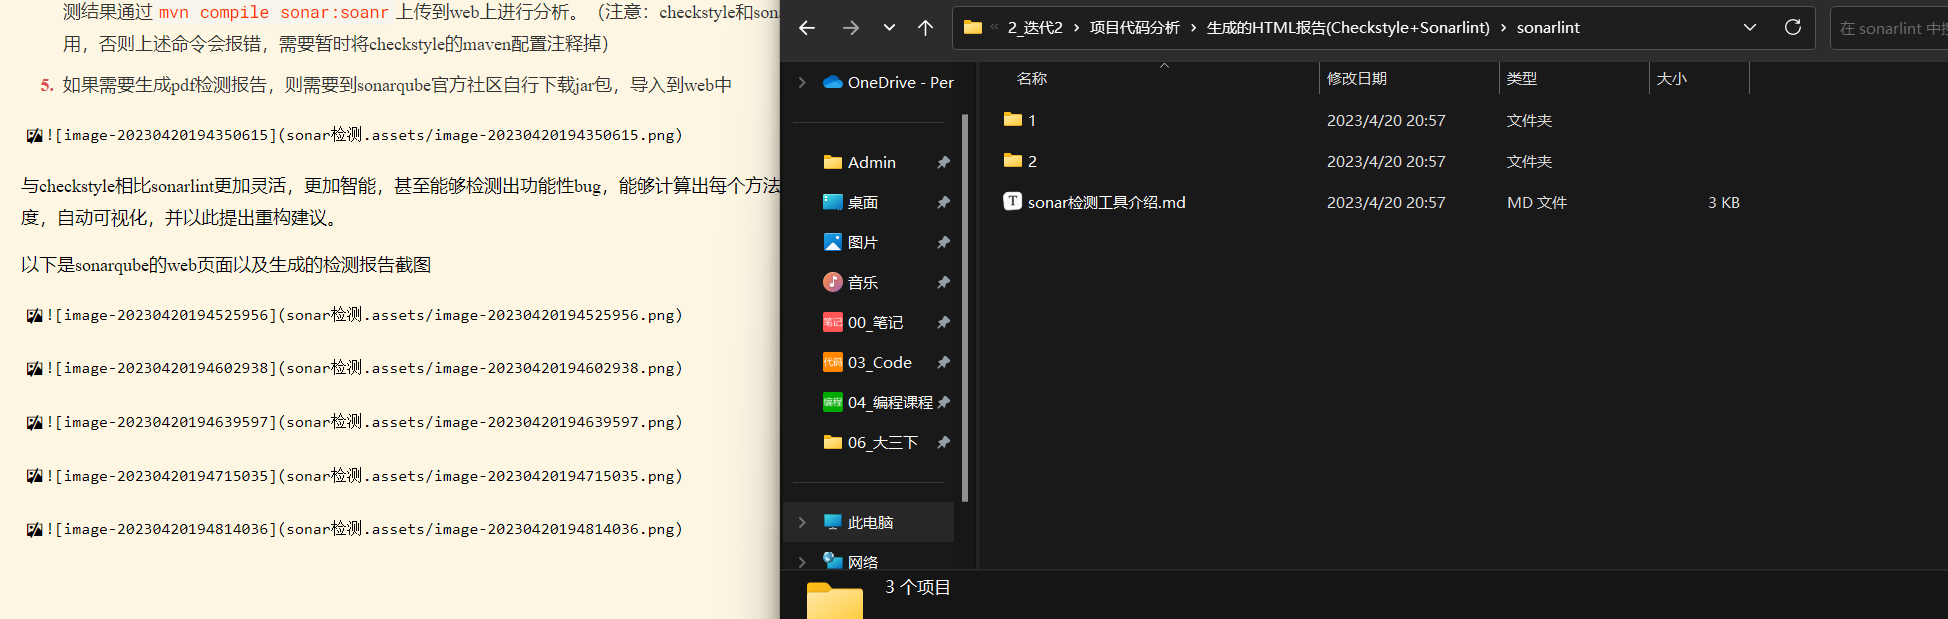 测结果通过 mvn compile sonar:soanr 上传到web上进行分析。（注意：checkstyle和son
用，否则上述命令会报错，需要暂时将checkstyle的maven配置注释掉）
5. 如果需要生成pdf检测报告，则需要到sonarqube官方社区自行下载jar包，导入到web中
![image-20230420194350615](sonar检测.assets/image-20230420194350615.png)
与checkstyle相比sonarlint更加灵活，更加智能，甚至能够检测出功能性bug，能够计算出每个方法
度，自动可视化，并以此提出重构建议。
以下是sonarqube的web页面以及生成的检测报告截图
![image-20230420194525956](sonar检测.assets/image-20230420194525956.png)
![image-20230420194602938](sonar检测.assets/image-20230420194602938.png)
![image-20230420194639597](sonar检测.assets/image-20230420194639597.png)
![image-20230420194715035](sonar检测.assets/image-20230420194715035.png)
![image-20230420194814036](sonar检测.assets/image-20230420194814036.png)
« 2_迭代2 › 项目代码分析 › 生成的HTML报告(Checkstyle+Sonarlint) › sonarlint
在 sonarlint 中
OneDrive - Per
Admin
桌面
图片
音乐
笔记 00_笔记
代码 03_Code
编程 04_编程课程
06_大三下
此电脑
网络
名称 修改日期 类型 大小
1 2023/4/20 20:57 文件夹
2 2023/4/20 20:57 文件夹
T sonar检测工具介绍.md 2023/4/20 20:57 MD 文件 3 KB
3 个项目